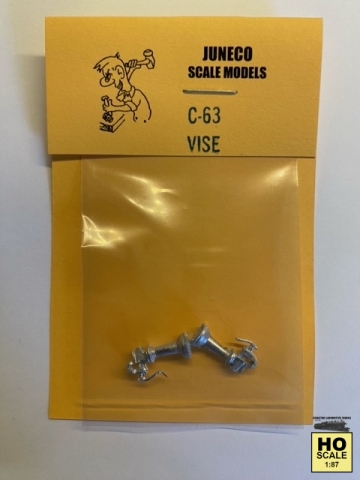 JUNECO
SCALE MODELS
C-63
VISE
HO
SCALE
1:87